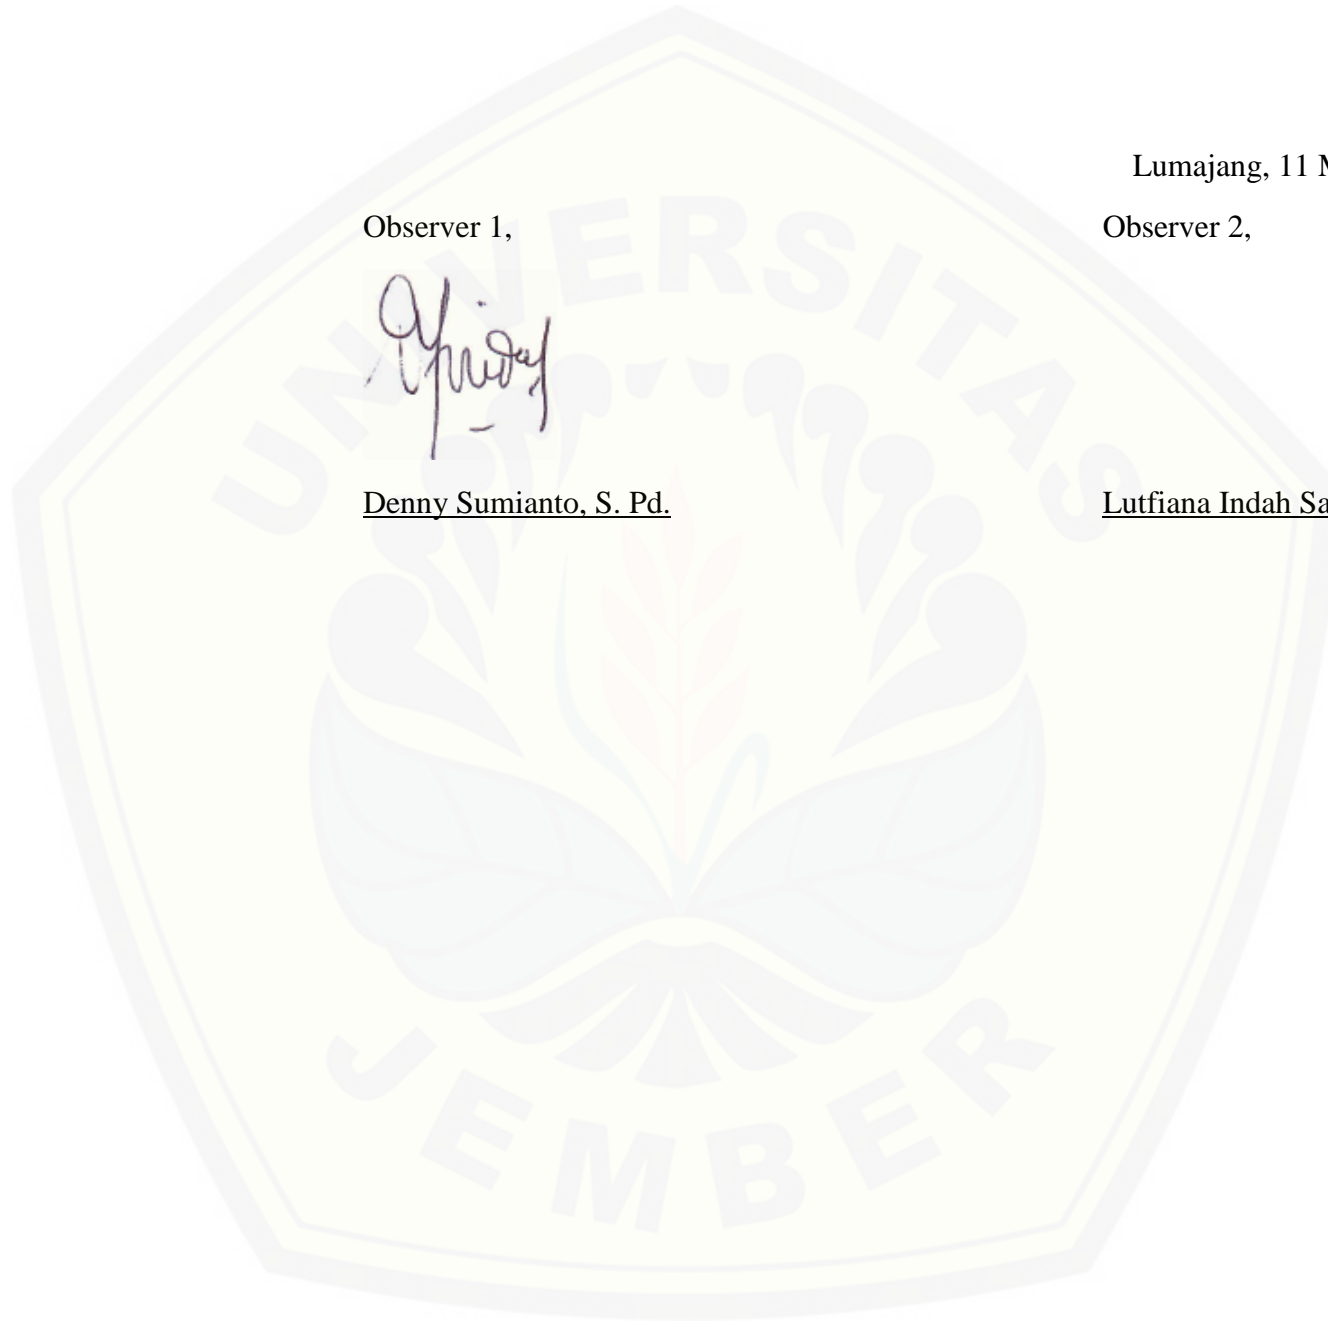 Lumajang, 11 M
Observer 1, Observer 2,
Denny Sumianto, S. Pd. Lutfiana Indah Sa
UNIVERSITAS
JEMBER